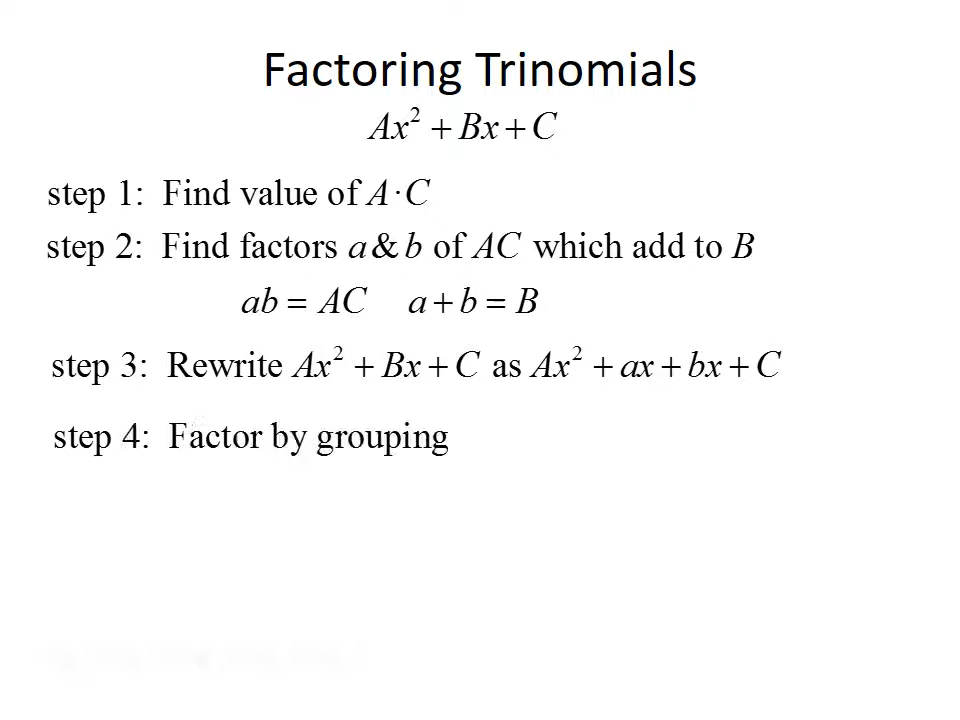 Factoring Trinomials
Ax² + Bx + C
step 1: Find value of A · C
step 2: Find factors a & b of AC which add to B
ab = AC a + b = B
step 3: Rewrite Ax² + Bx + C as Ax² + ax + bx + C
step 4: Factor by grouping